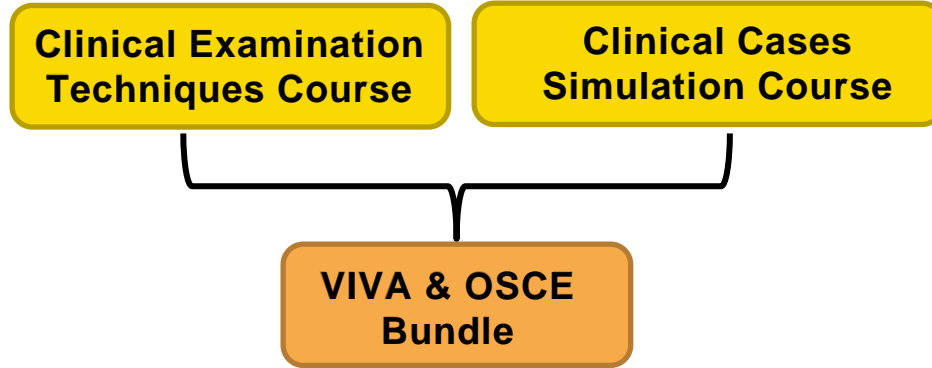 Clinical Examination
Techniques Course
Clinical Cases
Simulation Course
VIVA & OSCE
Bundle